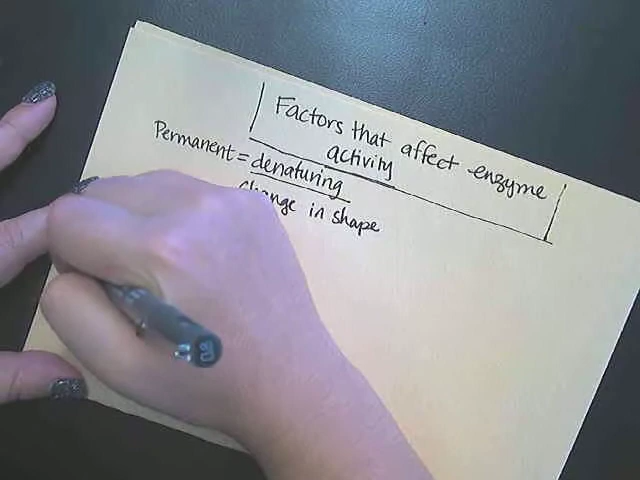 Factors that affect enzyme
activity
Permanent = denaturing
change in shape